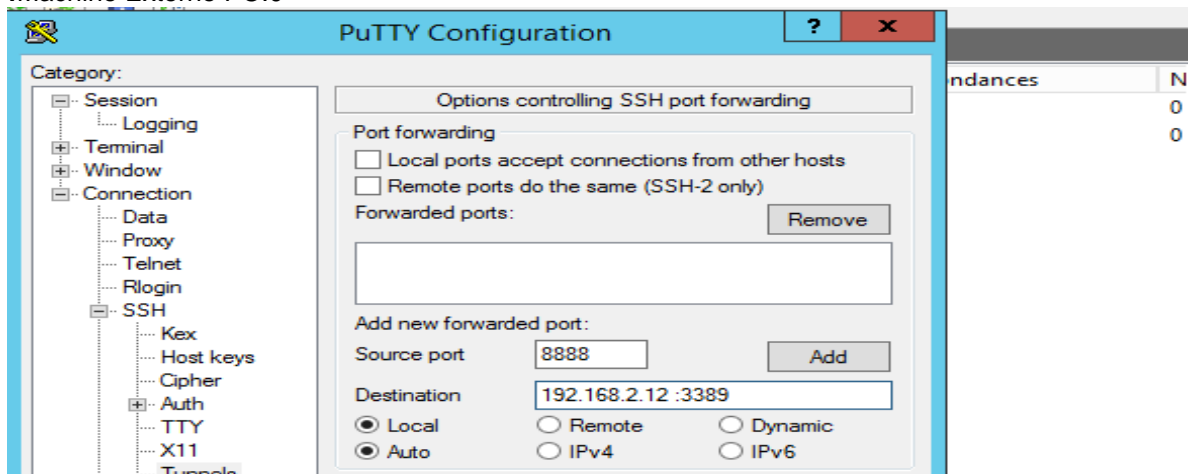 PuTTY Configuration
?
x
Category:
Session
Logging
Terminal
Window
Connection
Data
Proxy
Telnet
Rlogin
SSH
Kex
Host keys
Cipher
Auth
TTY
X11
Tunnels
Options controlling SSH port forwarding
Port forwarding
Local ports accept connections from other hosts
Remote ports do the same (SSH-2 only)
Forwarded ports:
Remove
Add new forwarded port:
Source port 8888 Add
Destination 192.168.2.12 :3389
Local Remote Dynamic
Auto IPv4 IPv6
ndances N
0
0